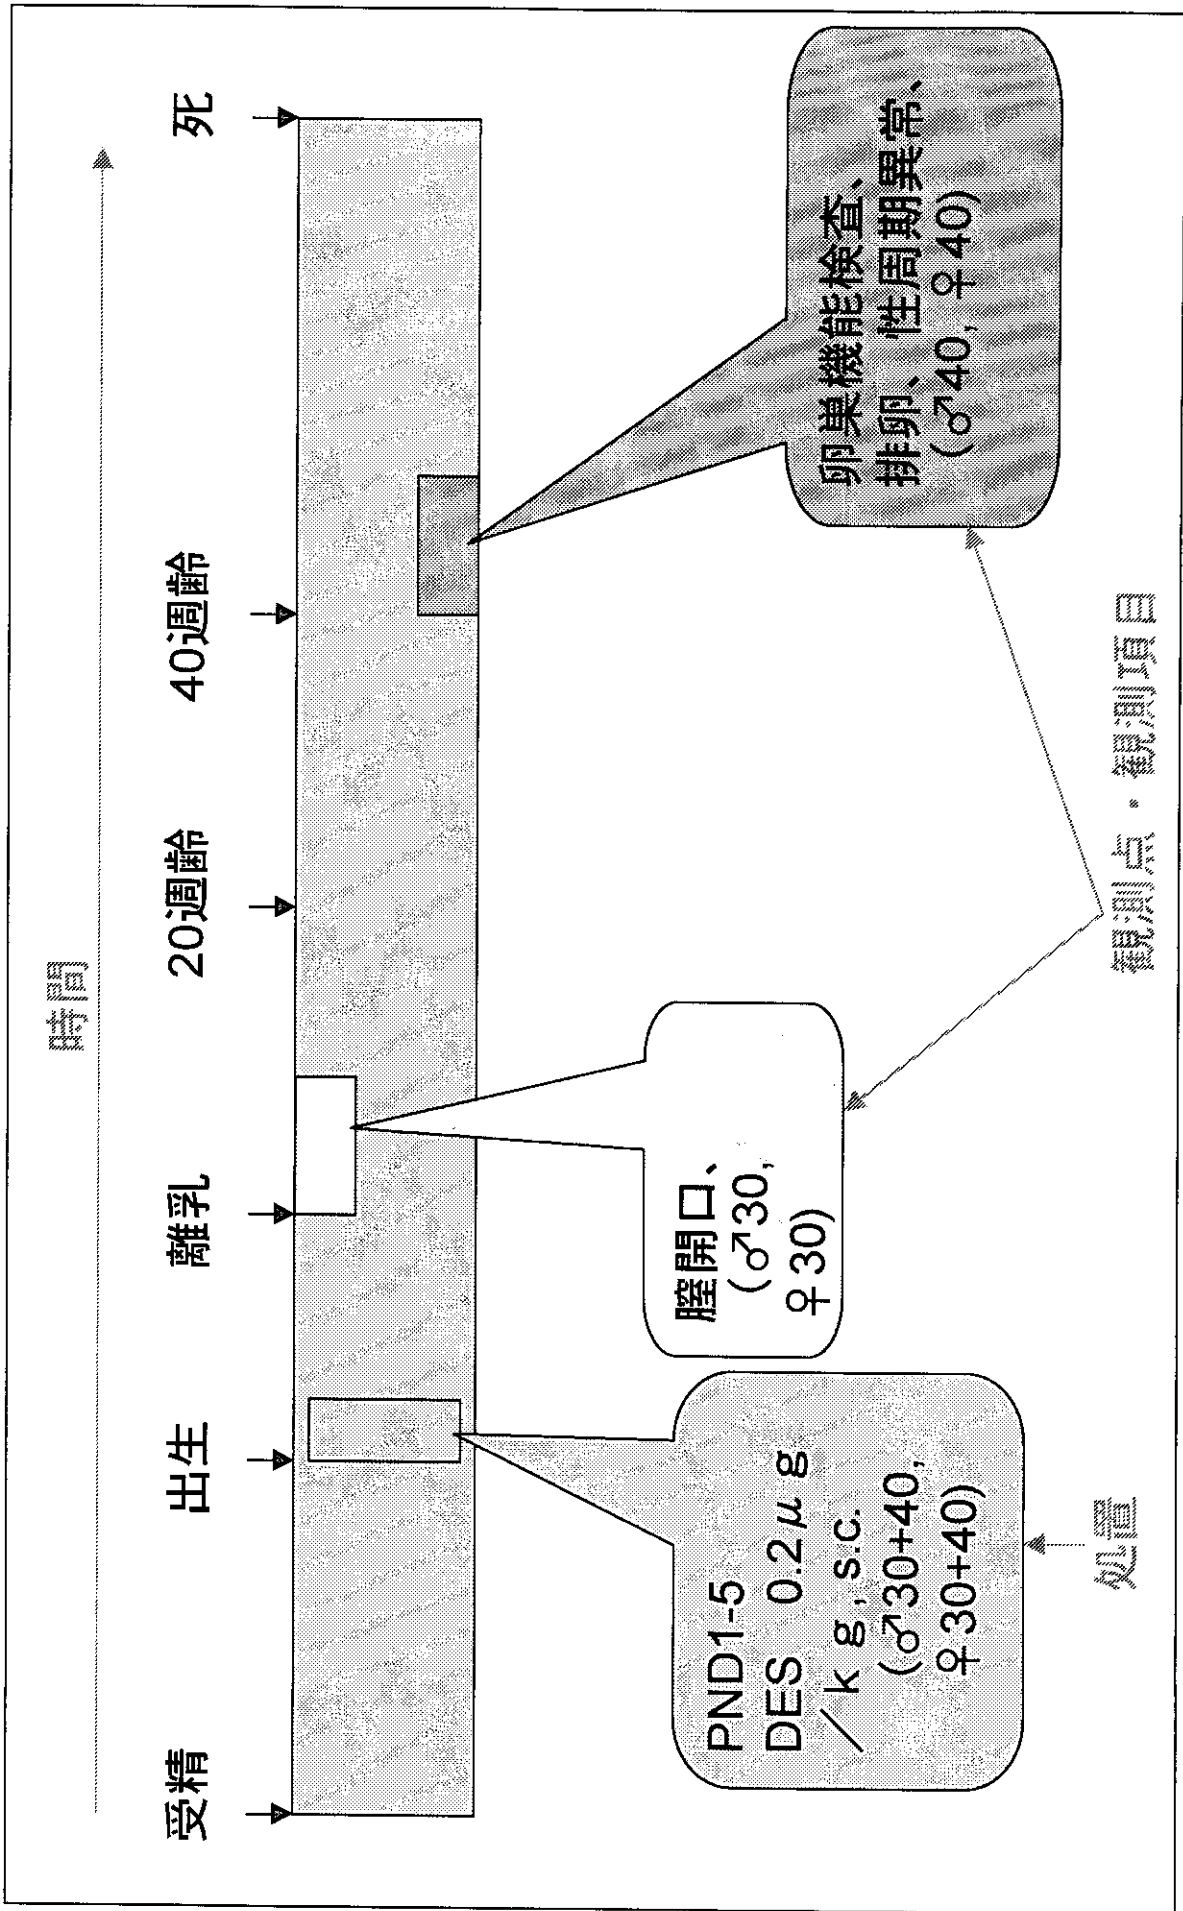 時間
受精
出生
離乳
20週齢
40週齢
死
PND1-5
DES 0.2μg
／kg,s.c.
(♂30+40,
♀30+40)
膣開口、
(♂30,
♀30)
卵巣機能検査、
排卵、性周期異常、
(♂40, ♀40)
処置
観測点・観測項目